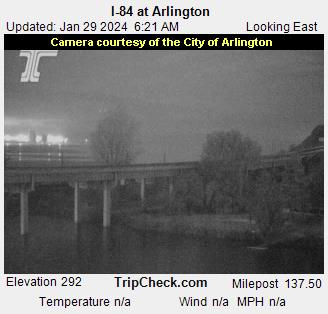 I-84 at Arlington
Updated: Jan 29 2024 6:21 AM Looking East
Camera courtesy of the City of Arlington
Elevation 292 TripCheck.com Milepost 137.50
Temperature n/a Wind n/a MPH n/a